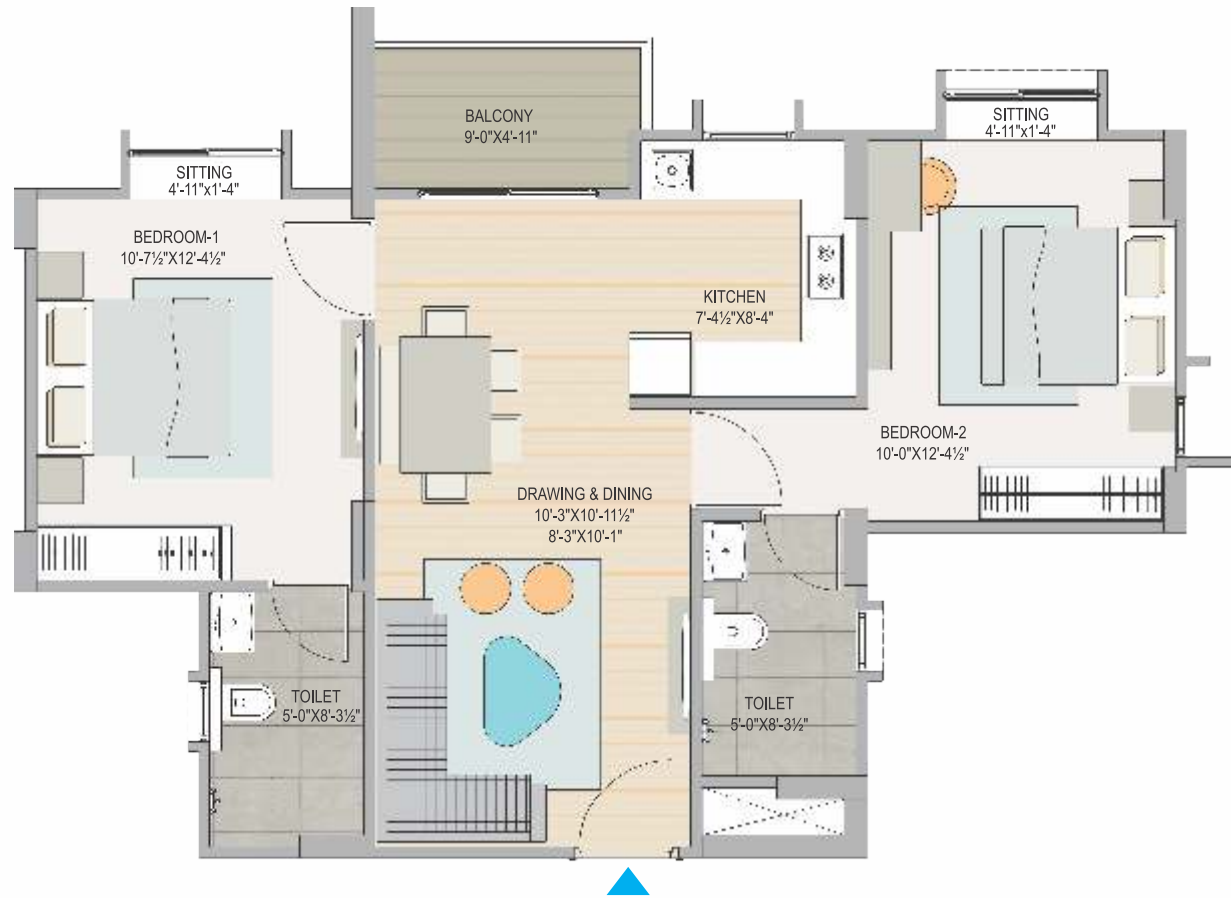 BALCONY
9'-0"X4'-11"
SITTING
4'-11"x1'-4"
SITTING
4'-11"x1'-4"
BEDROOM-1
10'-7½"X12'-4½"
KITCHEN
7'-4½"X8'-4"
BEDROOM-2
10'-0"X12'-4½"
DRAWING & DINING
10'-3"X10'-11½"
8'-3"X10'-1"
TOILET
5'-0"X8'-3½"
TOILET
5'-0"X8'-3½"